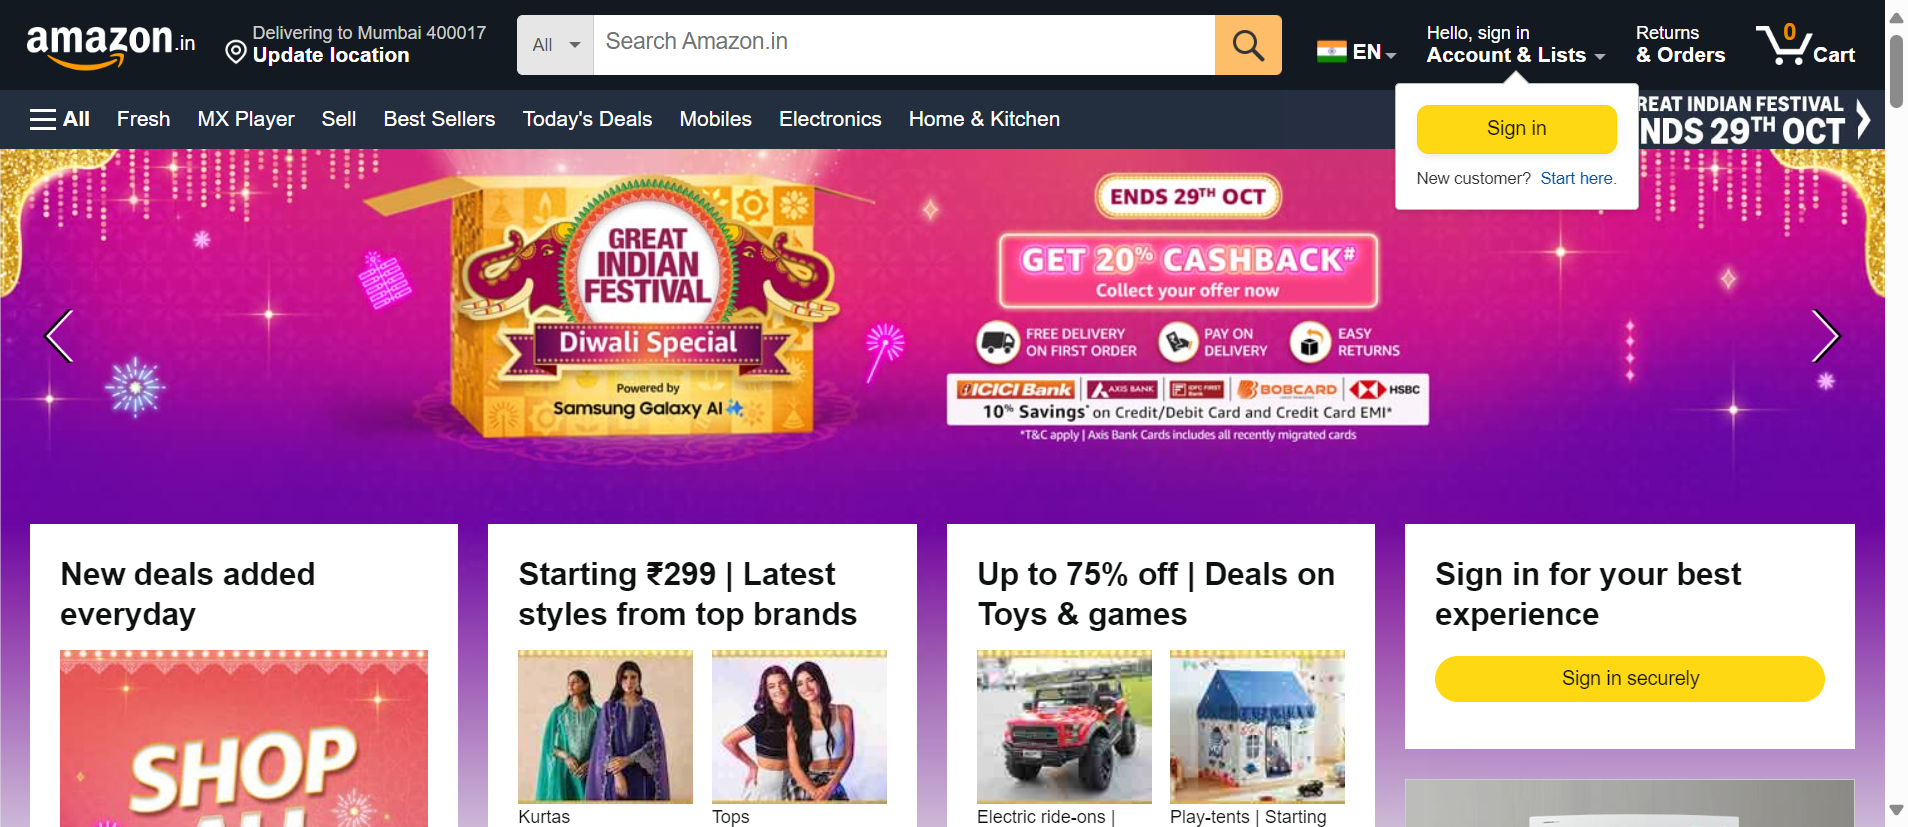 amazon.in
Delivering to Mumbai 400017
Update location
All
Search Amazon.in
EN
Hello, sign in
Account & Lists
Returns
& Orders
0
Cart
All
Fresh
MX Player
Sell
Best Sellers
Today's Deals
Mobiles
Electronics
Home & Kitchen
Sign in
New customer? Start here.
REAT INDIAN FESTIVAL
NDS 29TH OCT
GREAT
INDIAN
FESTIVAL
Diwali Special
Powered by
Samsung Galaxy AI
ENDS 29TH OCT
GET 20% CASHBACK#
Collect your offer now
FREE DELIVERY
ON FIRST ORDER
PAY ON
DELIVERY
EASY
RETURNS
ICICI Bank
AXIS BANK
IDFC FIRST
Bank
BOBCARD
HSBC
10% Savings* on Credit/Debit Card and Credit Card EMI*
*T&C apply | Axis Bank Cards includes all recently migrated cards
New deals added
everyday
SHOP
ALL
Starting ₹299 | Latest
styles from top brands
Kurtas
Tops
Up to 75% off | Deals on
Toys & games
Electric ride-ons |
Play-tents | Starting
Sign in for your best
experience
Sign in securely